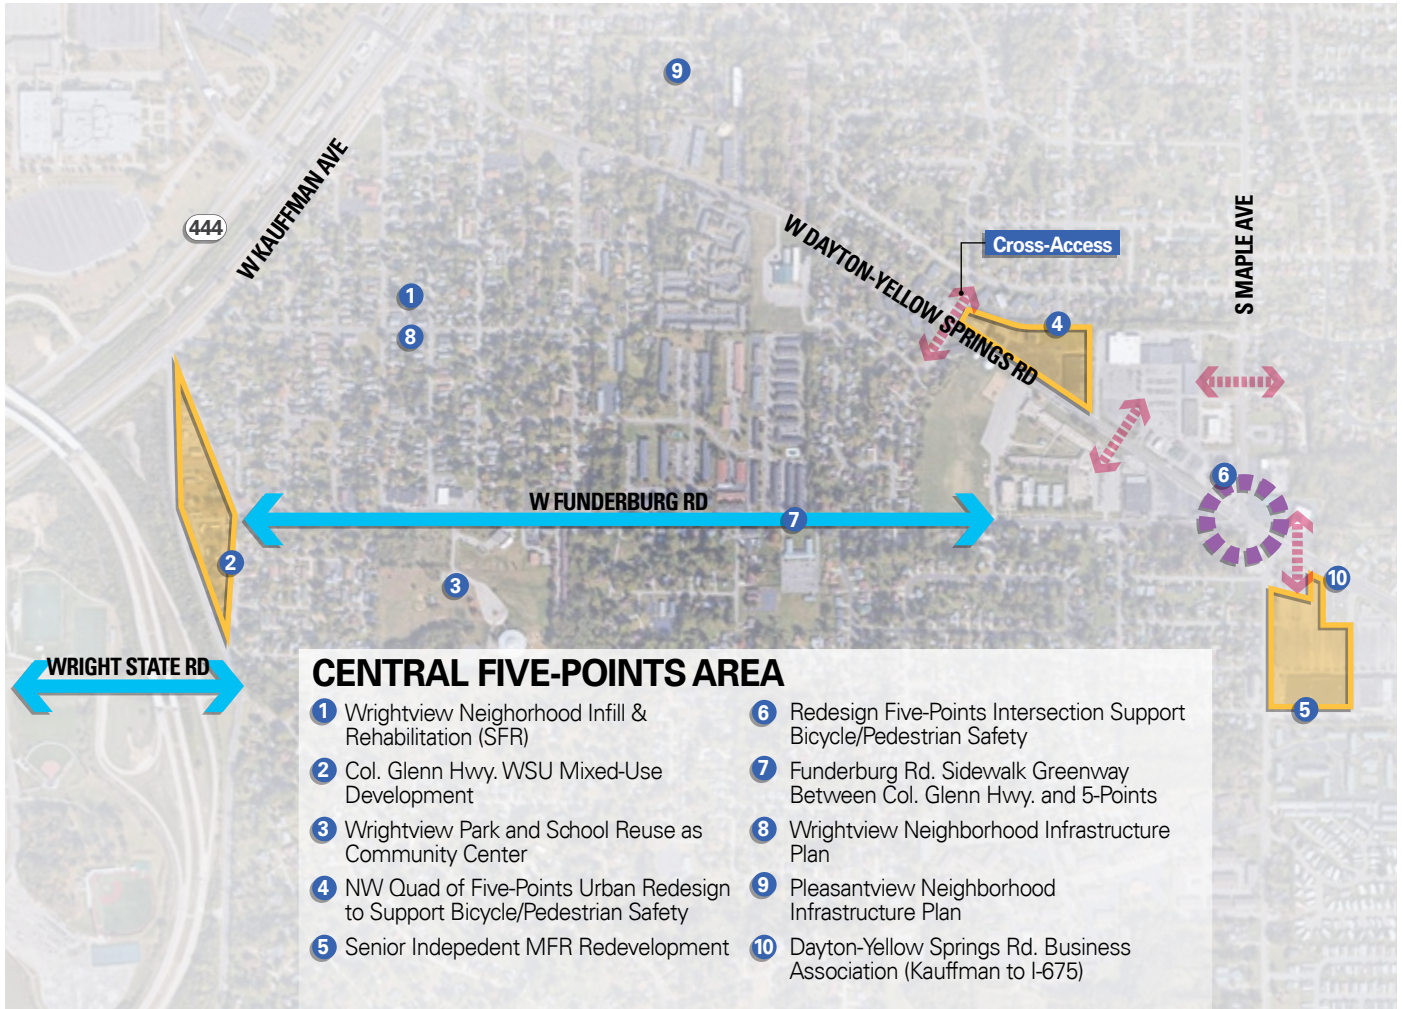 9
W KAUFFMAN AVE
444
W DAYTON-YELLOW SPRINGS RD
Cross-Access
S MAPLE AVE
1
8
4
6
W FUNDERBURG RD
7
2
3
10
5
WRIGHT STATE RD
CENTRAL FIVE-POINTS AREA
1 Wrightview Neighorhood Infill &
Rehabilitation (SFR)
2 Col. Glenn Hwy. WSU Mixed-Use
Development
3 Wrightview Park and School Reuse as
Community Center
4 NW Quad of Five-Points Urban Redesign
to Support Bicycle/Pedestrian Safety
5 Senior Indepedent MFR Redevelopment
6 Redesign Five-Points Intersection Support
Bicycle/Pedestrian Safety
7 Funderburg Rd. Sidewalk Greenway
Between Col. Glenn Hwy. and 5-Points
8 Wrightview Neighborhood Infrastructure
Plan
9 Pleasantview Neighborhood
Infrastructure Plan
10 Dayton-Yellow Springs Rd. Business
Association (Kauffman to I-675)